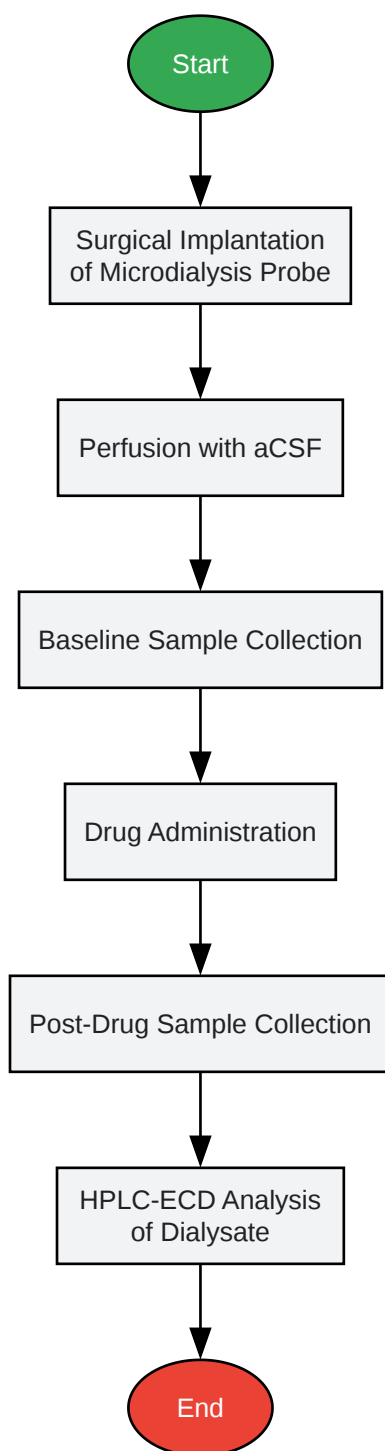 Start
Surgical Implantation
of Microdialysis Probe
Perfusion with aCSF
Baseline Sample Collection
Drug Administration
Post-Drug Sample Collection
HPLC-ECD Analysis
of Dialysate
End